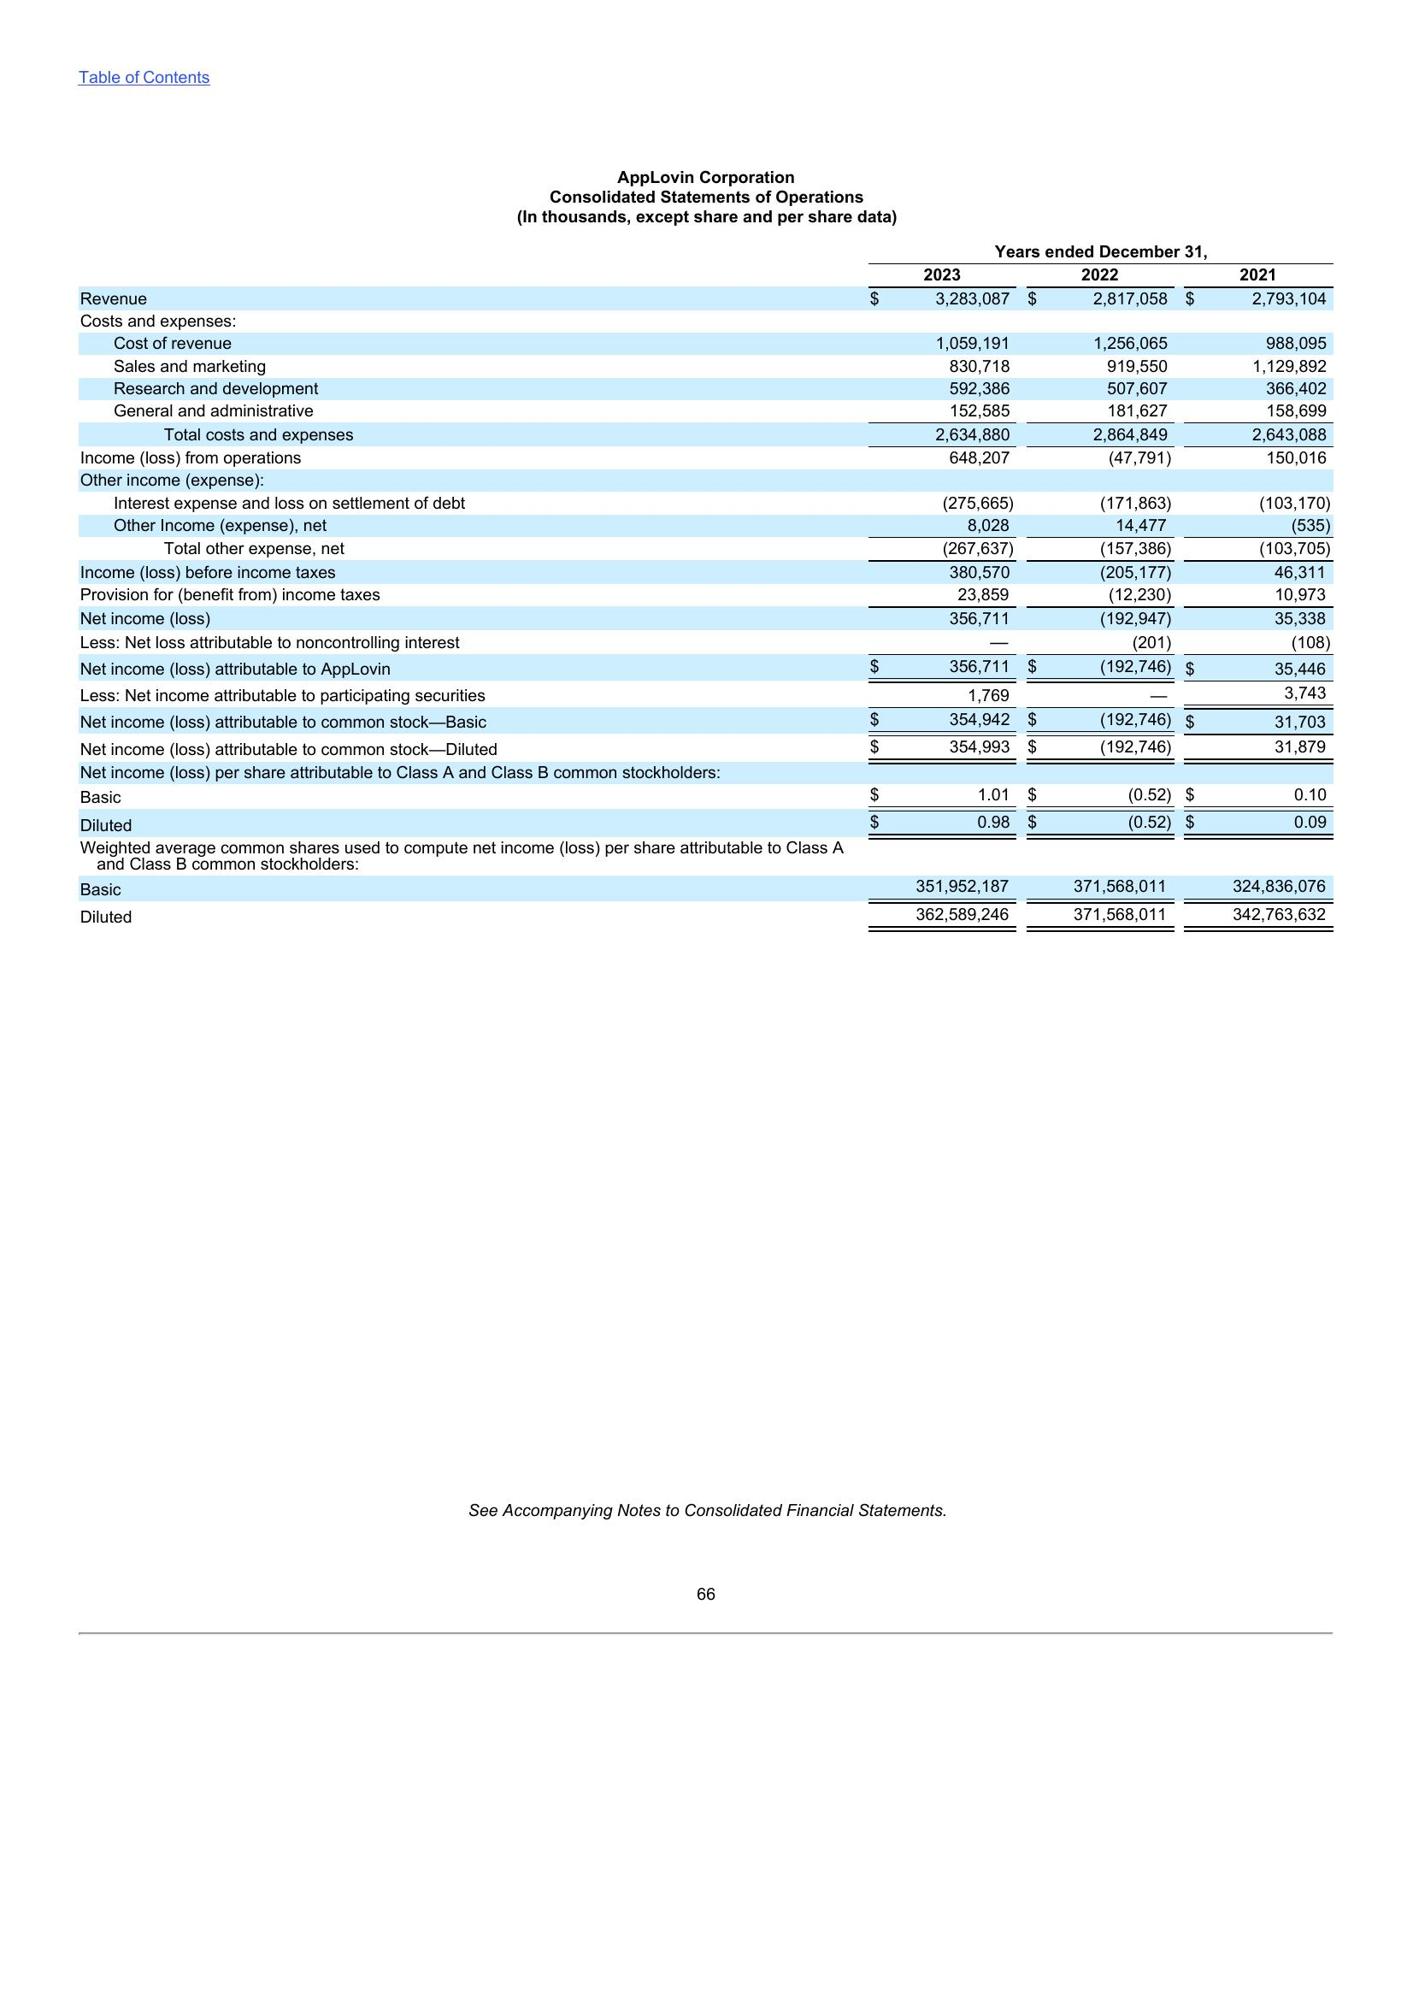 Table of Contents
AppLovin Corporation
Consolidated Statements of Operations
(In thousands, except share and per share data)
Years ended December 31,
2023 2022 2021
Revenue $ 3,283,087 $ 2,817,058 $ 2,793,104
Costs and expenses:
Cost of revenue 1,059,191 1,256,065 988,095
Sales and marketing 830,718 919,550 1,129,892
Research and development 592,386 507,607 366,402
General and administrative 152,585 181,627 158,699
Total costs and expenses 2,634,880 2,864,849 2,643,088
Income (loss) from operations 648,207 (47,791) 150,016
Other income (expense):
Interest expense and loss on settlement of debt (275,665) (171,863) (103,170)
Other Income (expense), net 8,028 14,477 (535)
Total other expense, net (267,637) (157,386) (103,705)
Income (loss) before income taxes 380,570 (205,177) 46,311
Provision for (benefit from) income taxes 23,859 (12,230) 10,973
Net income (loss) 356,711 (192,947) 35,338
Less: Net loss attributable to noncontrolling interest — (201) (108)
Net income (loss) attributable to AppLovin $ 356,711 $ (192,746) $ 35,446
Less: Net income attributable to participating securities 1,769 — 3,743
Net income (loss) attributable to common stock—Basic $ 354,942 $ (192,746) $ 31,703
Net income (loss) attributable to common stock—Diluted $ 354,993 $ (192,746) 31,879
Net income (loss) per share attributable to Class A and Class B common stockholders:
Basic $ 1.01 $ (0.52) $ 0.10
Diluted $ 0.98 $ (0.52) $ 0.09
Weighted average common shares used to compute net income (loss) per share attributable to Class A
and Class B common stockholders:
Basic 351,952,187 371,568,011 324,836,076
Diluted 362,589,246 371,568,011 342,763,632
See Accompanying Notes to Consolidated Financial Statements.
66